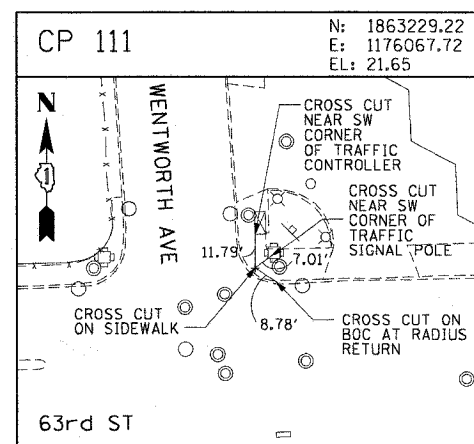 CP 111
N: 1863229.22
E: 1176067.72
EL: 21.65
N
WENTWORTH AVE
CROSS CUT
NEAR SW
CORNER
OF TRAFFIC
CONTROLLER
CROSS CUT
NEAR SW
CORNER OF
TRAFFIC
SIGNAL POLE
11.79'
7.01'
CROSS CUT
ON SIDEWALK
8.78'
CROSS CUT ON
BOC AT RADIUS
RETURN
63rd ST